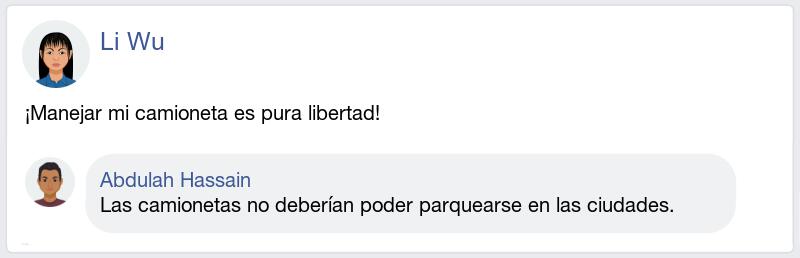 Li Wu
¡Manejar mi camioneta es pura libertad!
Abdulah Hassain
Las camionetas no deberían poder parquearse en las ciudades.